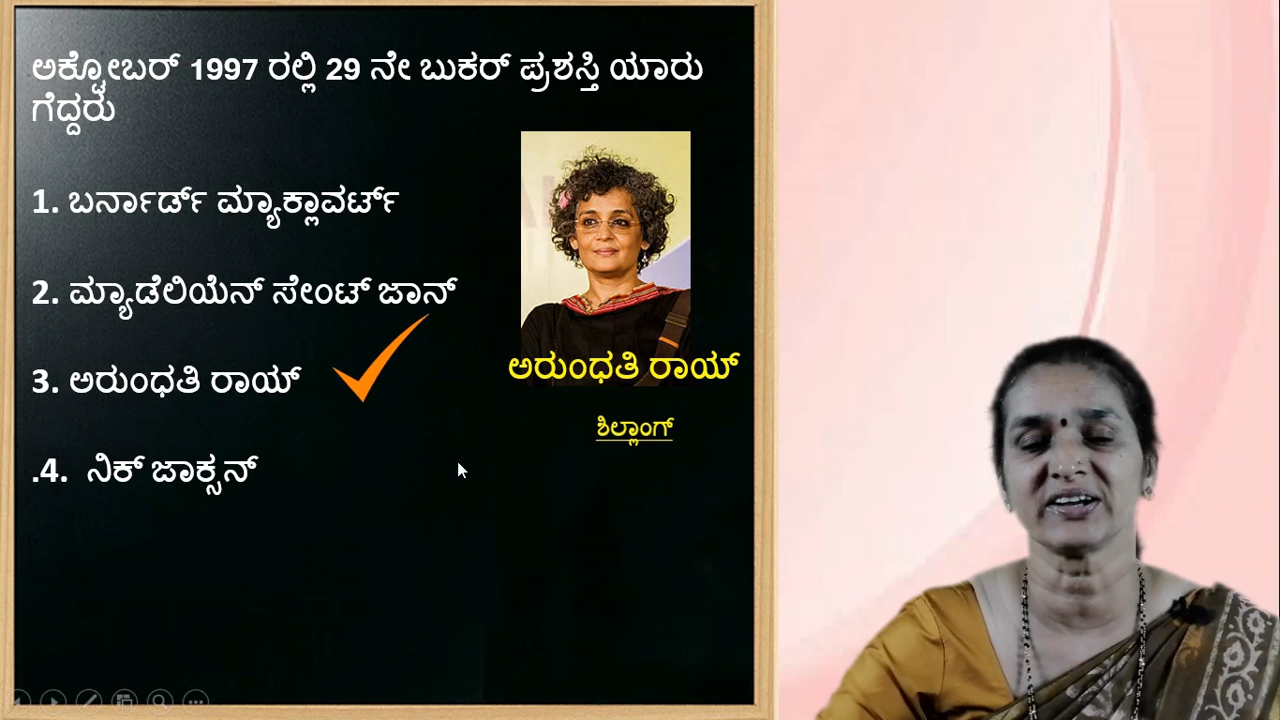 ಅಕ್ಟೋಬರ್ 1997 ರಲ್ಲಿ 29 ನೇ ಬುಕರ್ ಪ್ರಶಸ್ತಿ ಯಾರು
ಗೆದ್ದರು
1. ಬರ್ನಾರ್ಡ್ ಮ್ಯಾಕ್ಲಾವರ್ಟ್
2. ಮ್ಯಾಡೆಲಿಯೆನ್ ಸೇಂಟ್ ಜಾನ್
3. ಅರುಂಧತಿ ರಾಯ್
.4. ನಿಕ್ ಜಾಕ್ಸನ್
ಅರುಂಧತಿ ರಾಯ್
ಶಿಲ್ಲಾಂಗ್